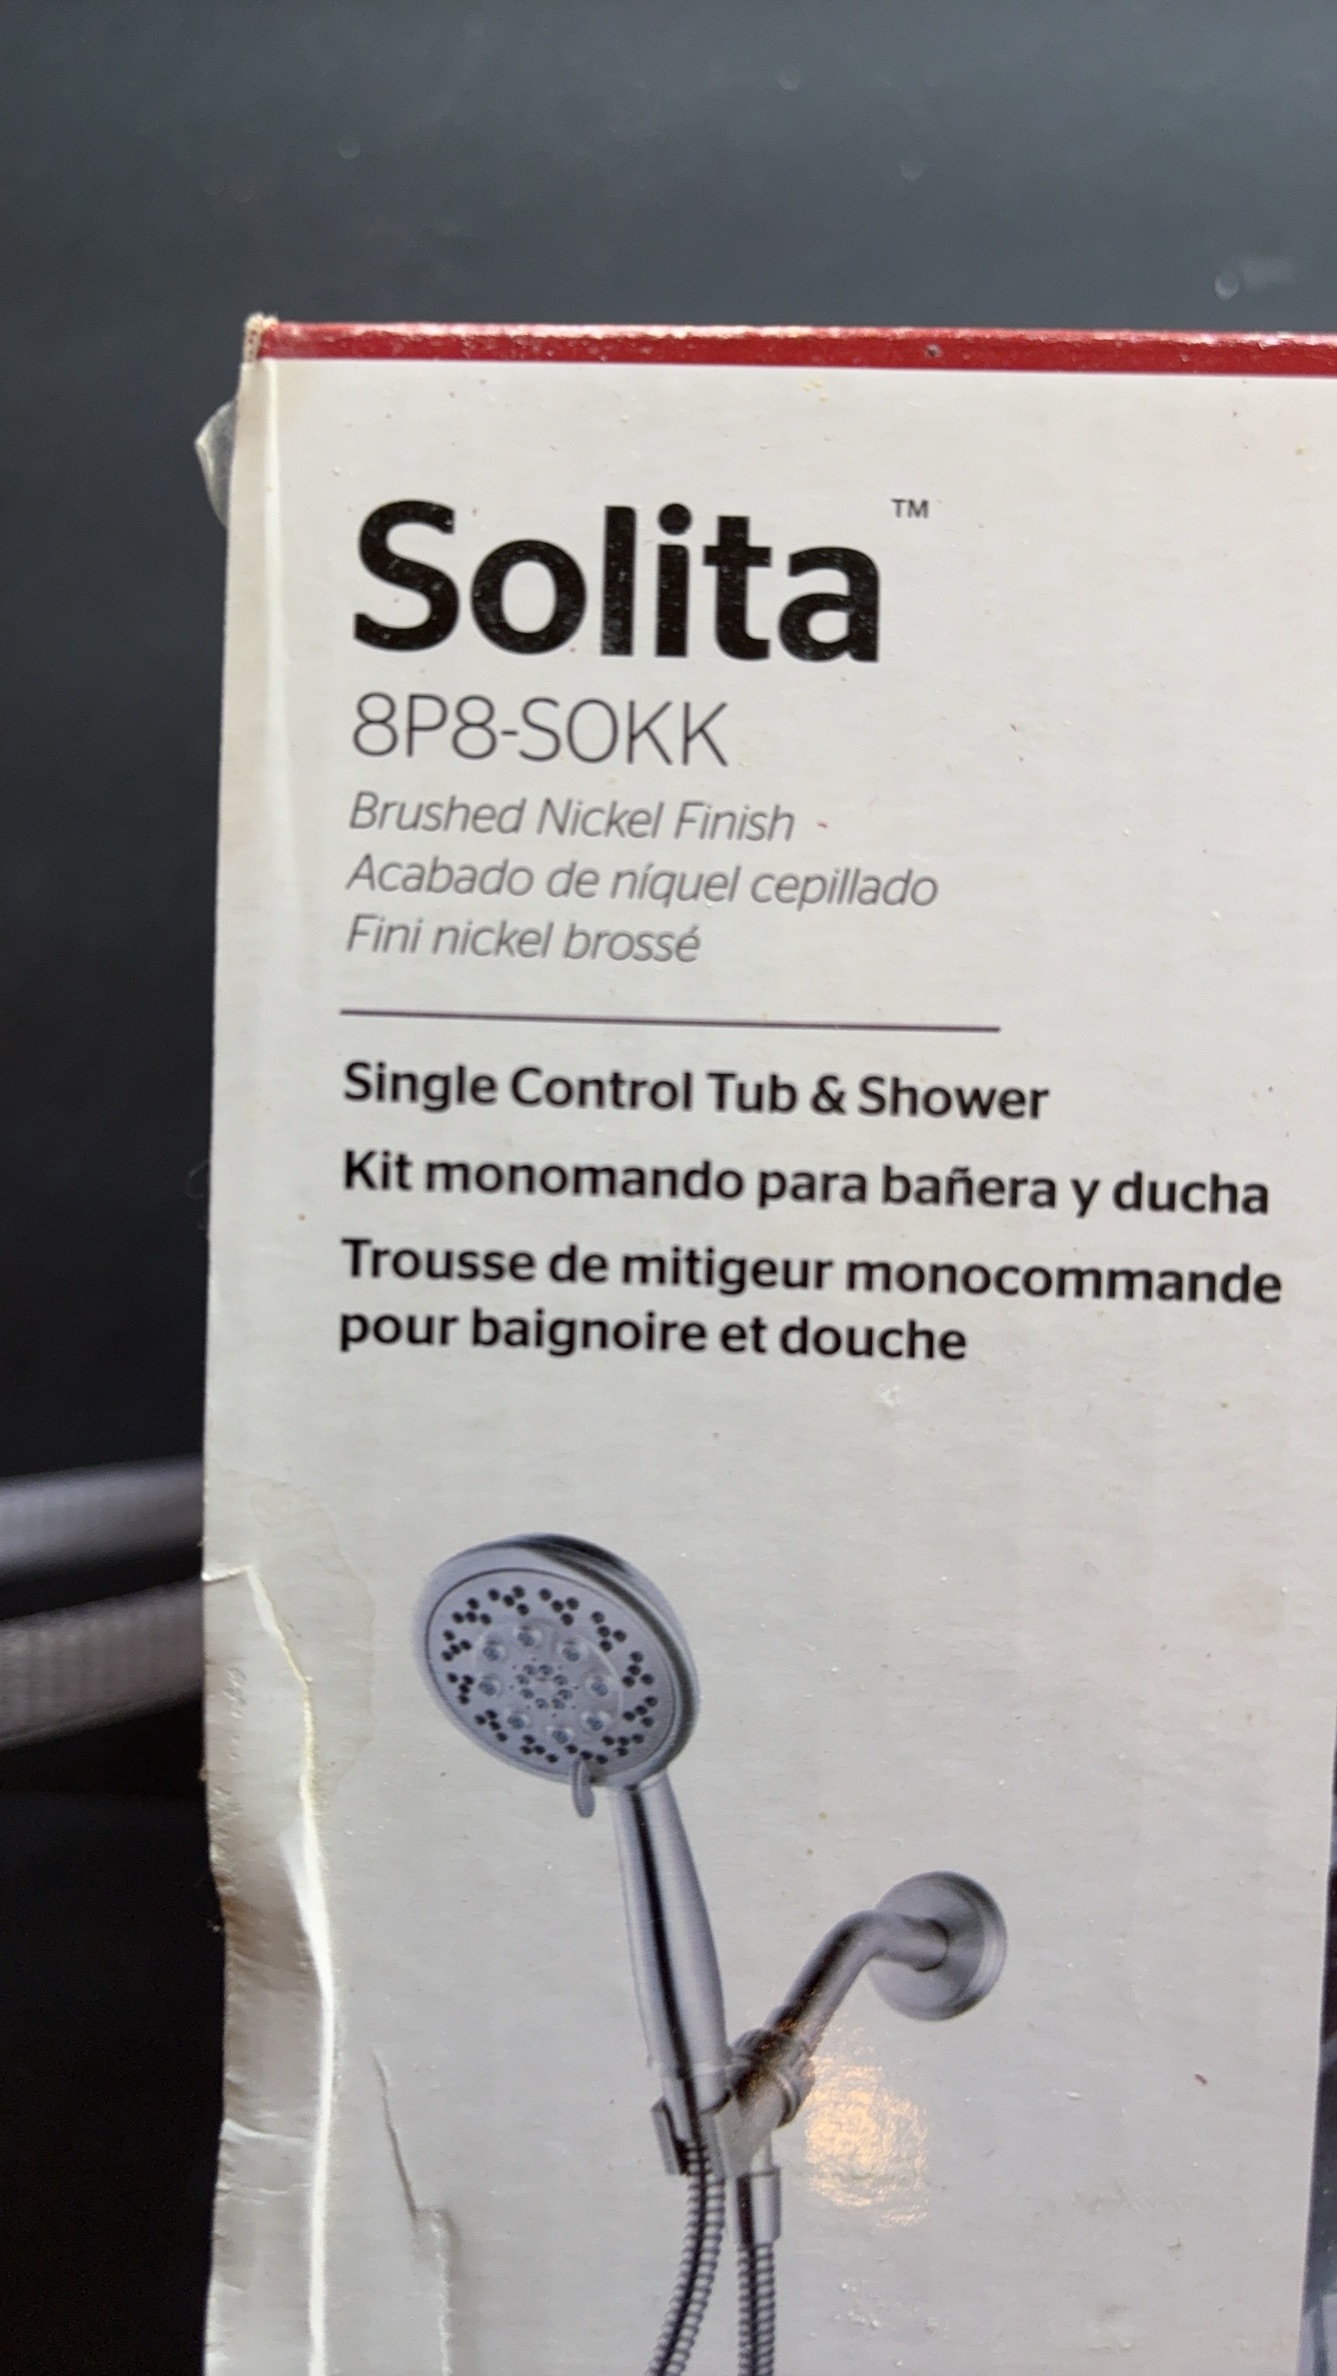 Solita™
8P8-SOKK
Brushed Nickel Finish
Acabado de níquel cepillado
Fini nickel brossé
Single Control Tub & Shower
Kit monomando para bañera y ducha
Trousse de mitigeur monocommande
pour baignoire et douche